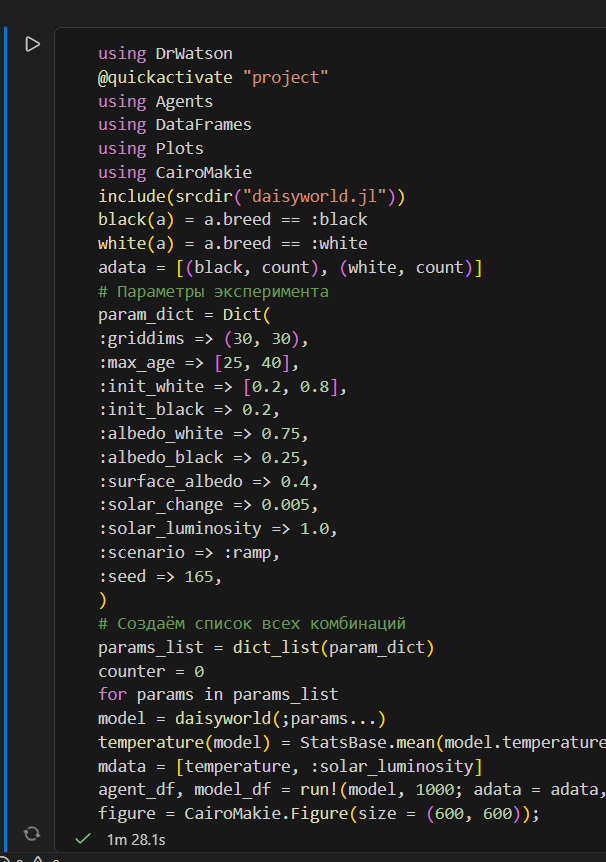 using DrWatson
@quickactivate "project"
using Agents
using DataFrames
using Plots
using CairoMakie
include(srcdir("daisyworld.jl"))
black(a) = a.breed == :black
white(a) = a.breed == :white
adata = [(black, count), (white, count)]
# Параметры эксперимента
param_dict = Dict(
:griddims => (30, 30),
:max_age => [25, 40],
:init_white => [0.2, 0.8],
:init_black => 0.2,
:albedo_white => 0.75,
:albedo_black => 0.25,
:surface_albedo => 0.4,
:solar_change => 0.005,
:solar_luminosity => 1.0,
:scenario => :ramp,
:seed => 165,
)
# Создаём список всех комбинаций
params_list = dict_list(param_dict)
counter = 0
for params in params_list
model = daisyworld(;params...)
temperature(model) = StatsBase.mean(model.temperature
mdata = [temperature, :solar_luminosity]
agent_df, model_df = run!(model, 1000; adata = adata,
figure = CairoMakie.Figure(size = (600, 600));
1m 28.1s